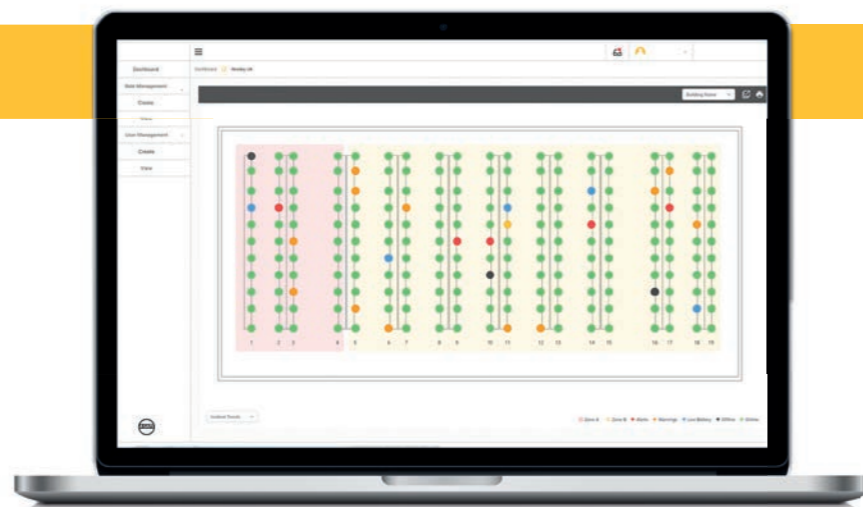 Dashboard
Dashboard
Role Management
Create
View
User Management
Create
View
Building Name
1 2 3 4 5 6 7 8 9 10 11 12 13 14 15 16 17 18 19
Zone A Zone B Alerts Warnings Low Battery Offline Online